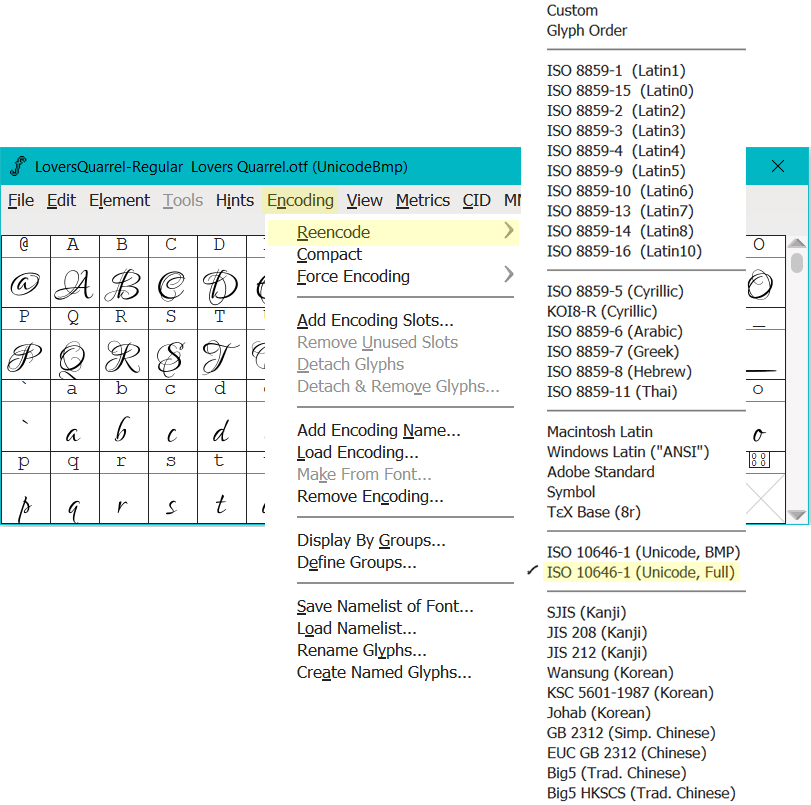 LoversQuarrel-Regular  Lovers Quarrel.otf (UnicodeBmp)
File Edit Element Tools Hints Encoding View Metrics CID MM
@ A B C D O
@ A B C D O
P Q R S T _
P Q R S T _
` a b c d o
` a b c d o
p q r s t
p q r s t
Reencode
Compact
Force Encoding
Add Encoding Slots...
Remove Unused Slots
Detach Glyphs
Detach & Remove Glyphs...
Add Encoding Name...
Load Encoding...
Make From Font...
Remove Encoding...
Display By Groups...
Define Groups...
Save Namelist of Font...
Load Namelist...
Rename Glyphs...
Create Named Glyphs...
Custom
Glyph Order
ISO 8859-1  (Latin1)
ISO 8859-15  (Latin0)
ISO 8859-2  (Latin2)
ISO 8859-3  (Latin3)
ISO 8859-4  (Latin4)
ISO 8859-9  (Latin5)
ISO 8859-10  (Latin6)
ISO 8859-13  (Latin7)
ISO 8859-14  (Latin8)
ISO 8859-16  (Latin10)
ISO 8859-5 (Cyrillic)
KOI8-R (Cyrillic)
ISO 8859-6 (Arabic)
ISO 8859-7 (Greek)
ISO 8859-8 (Hebrew)
ISO 8859-11 (Thai)
Macintosh Latin
Windows Latin ("ANSI")
Adobe Standard
Symbol
TεX Base (8r)
ISO 10646-1 (Unicode, BMP)
ISO 10646-1 (Unicode, Full)
SJIS (Kanji)
JIS 208 (Kanji)
JIS 212 (Kanji)
Wansung (Korean)
KSC 5601-1987 (Korean)
Johab (Korean)
GB 2312 (Simp. Chinese)
EUC GB 2312 (Chinese)
Big5 (Trad. Chinese)
Big5 HKSCS (Trad. Chinese)